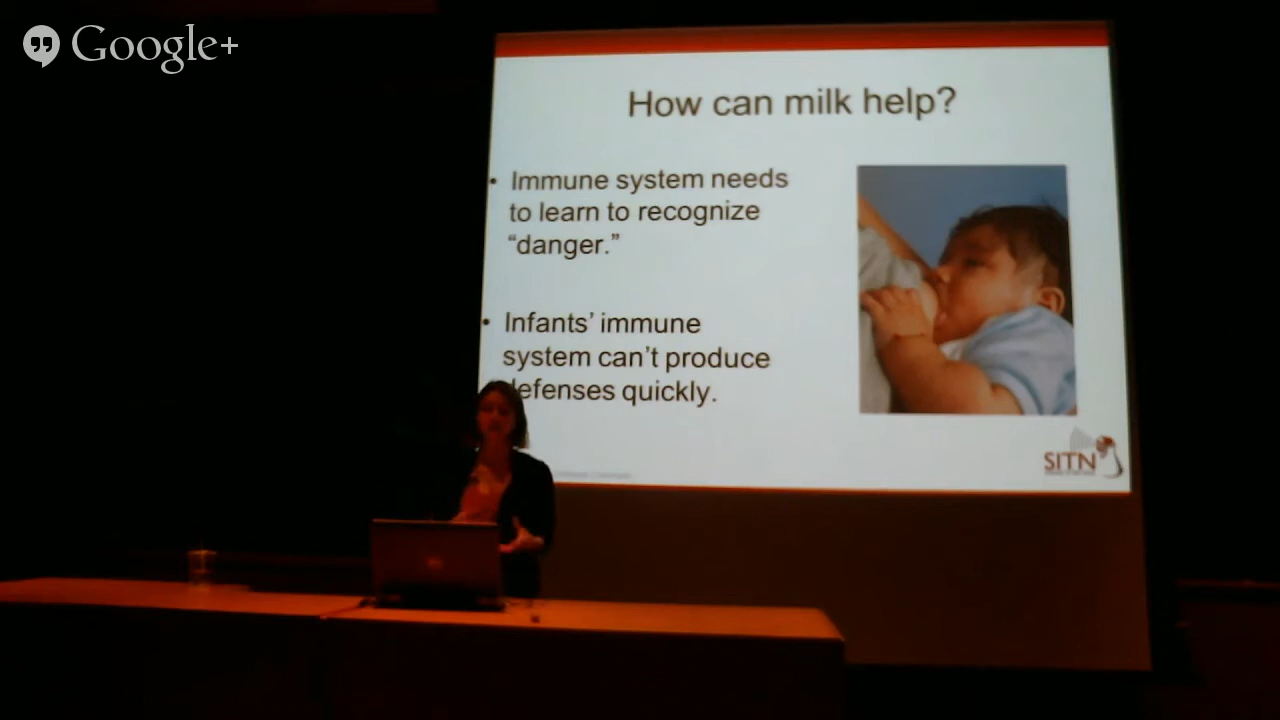 Google+
How can milk help?
• Immune system needs
to learn to recognize
“danger.”
• Infants’ immune
system can’t produce
defenses quickly.
SITN